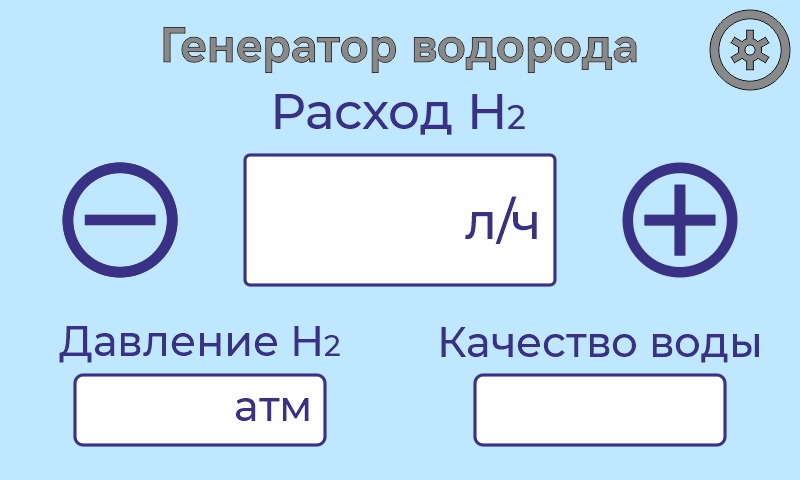 Генератор водорода
Расход H2
л/ч
Давление H2
Качество воды
атм